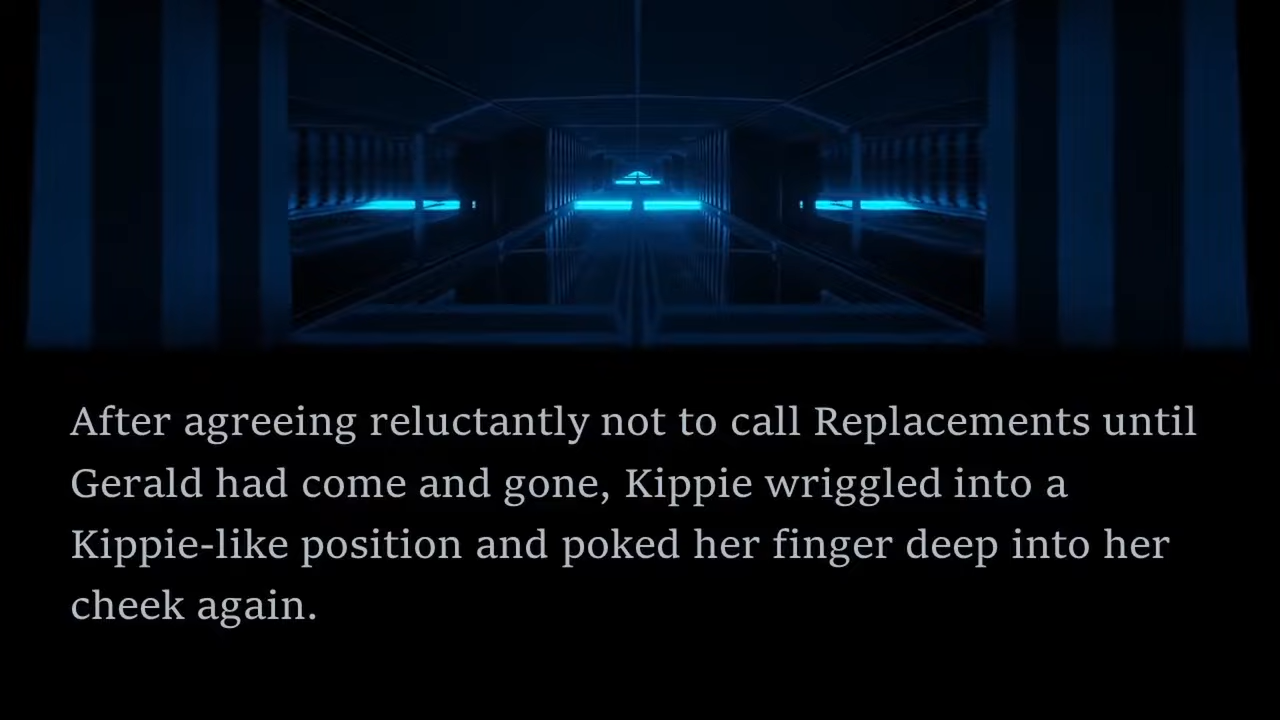 After agreeing reluctantly not to call Replacements until
Gerald had come and gone, Kippie wriggled into a
Kippie-like position and poked her finger deep into her
cheek again.